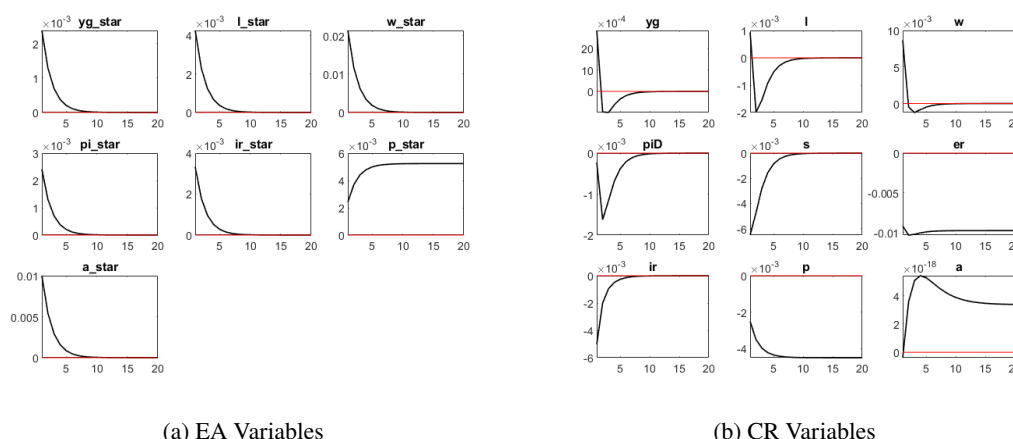 yg_star l_star w_star
×10⁻³ ×10⁻³
2 4 0.02
1 2 0.01
0 0 0
5 10 15 20 5 10 15 20 5 10 15 20
pi_star ir_star p_star
×10⁻³ ×10⁻³ ×10⁻³
3 3 6
2 2 4
1 1 2
0 0 0
5 10 15 20 5 10 15 20 5 10 15 20
a_star
0.01
0.005
0
5 10 15 20
(a) EA Variables
yg l w
×10⁻⁴ ×10⁻³ ×10⁻³
20 1 10
10 0 5
0 -1 0
-2
5 10 15 20 5 10 15 20 5 10 15 20
piD s er
×10⁻³ ×10⁻³
0 0 0
-1 -2 -0.005
-2 -4 -0.01
-6
5 10 15 20 5 10 15 20 5 10 15 20
ir p a
×10⁻³ ×10⁻³ ×10⁻¹⁸
0 0 4
-2 -2 2
-4 -4 0
-6
5 10 15 20 5 10 15 20 5 10 15 20
(b) CR Variables